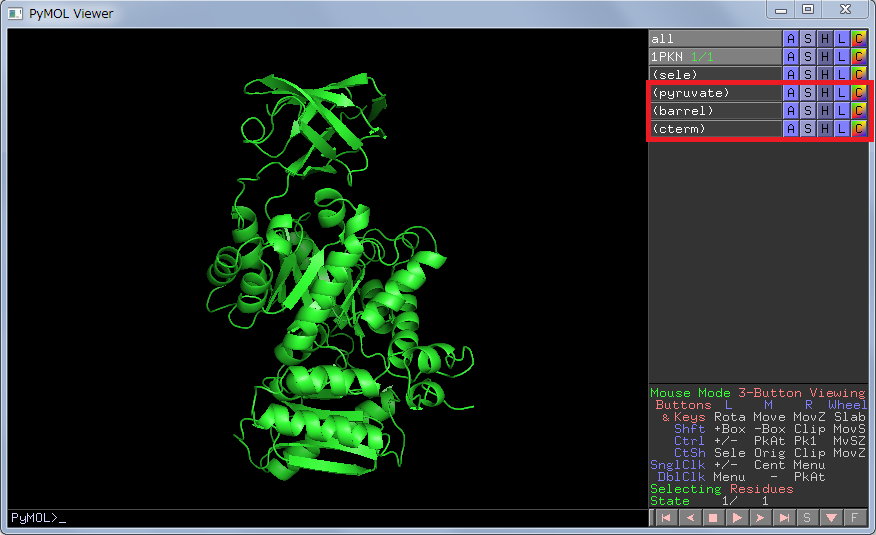 PyMOL Viewer
all A S H L C
1PKN 1/1 A S H L C
(sele) A S H L C
(pyruvate) A S H L C
(barrel) A S H L C
(cterm) A S H L C
Mouse Mode 3-Button Viewing
Buttons L M R Wheel
& Keys Rota Move MovZ Slab
Shft +Box -Box Clip MovS
Ctrl +/- PkAt Pk1 MvSZ
CtSh Sele Orig Clip MovZ
SnglClk +/- Cent Menu
DblClk Menu - PkAt
Selecting Residues
State 1/ 1
PyMOL>_
S F